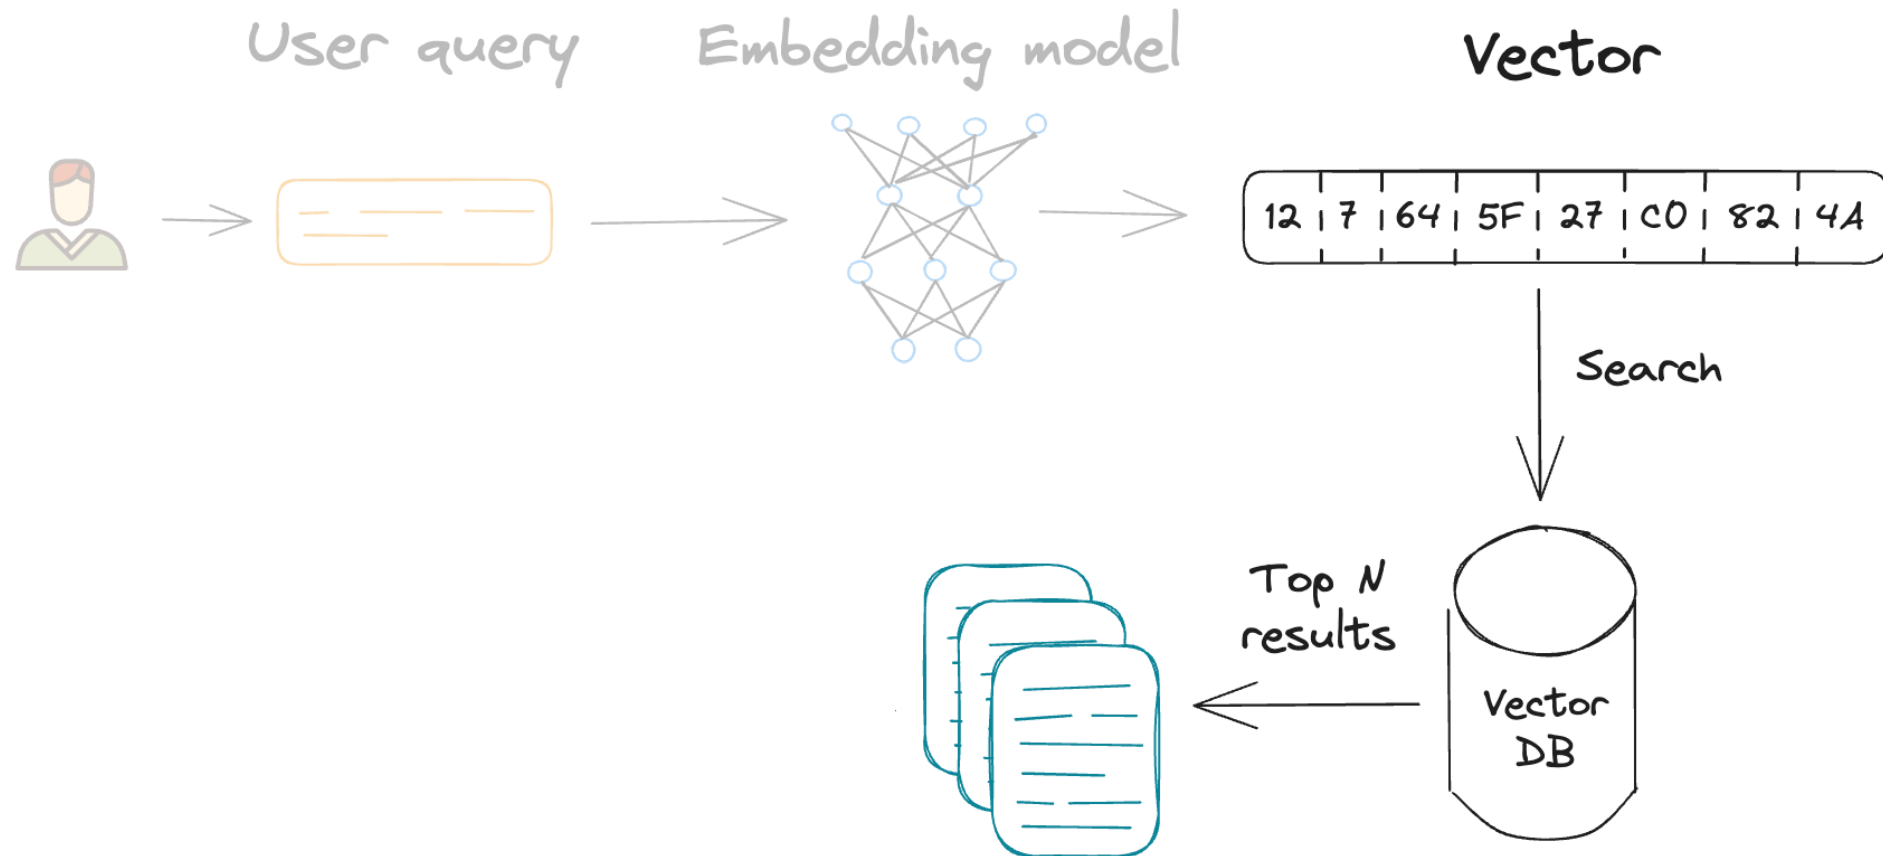 User query
Embedding model
Vector
12 7 64 5F 27 C0 82 4A
Search
Top N
results
Vector
DB